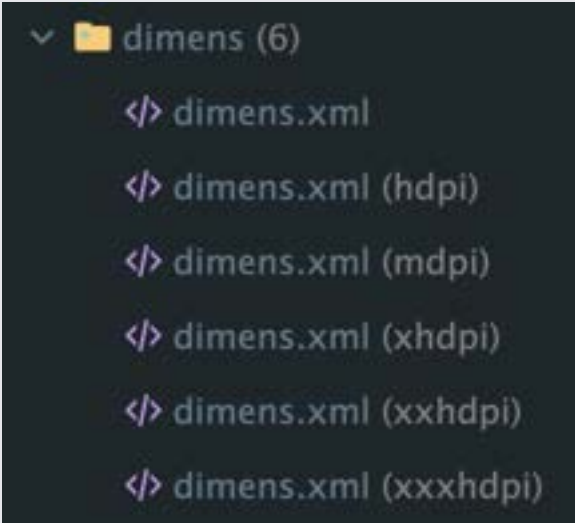 dimens (6)
</> dimens.xml
</> dimens.xml (hdpi)
</> dimens.xml (mdpi)
</> dimens.xml (xhdpi)
</> dimens.xml (xxhdpi)
</> dimens.xml (xxxhdpi)